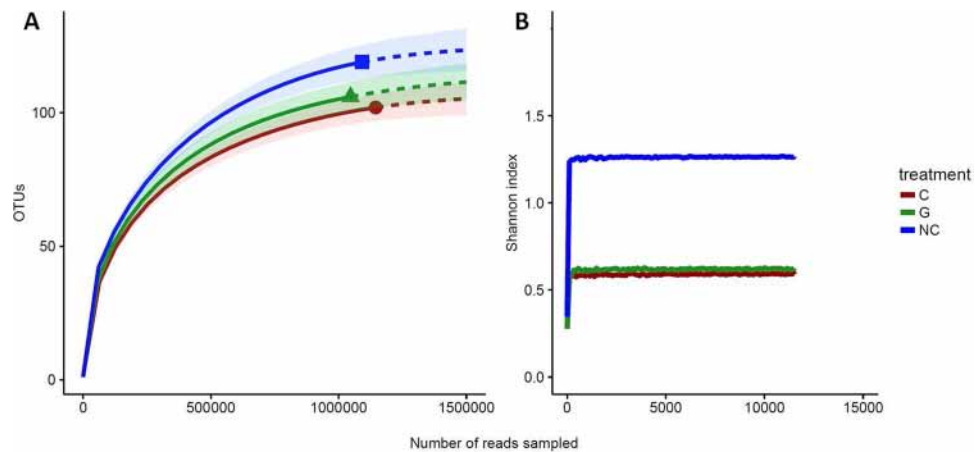 A
B
OTUs
100
50
0
0
500000
1000000
1500000
Shannon index
1.5
1.0
0.5
0.0
0
5000
10000
15000
treatment
C
G
NC
Number of reads sampled